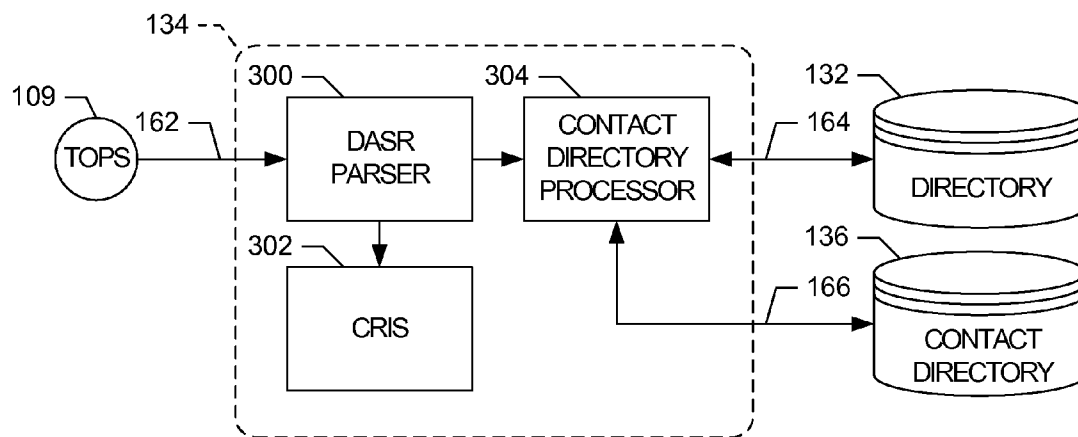 134
109
162
300
304
132
TOPS
DASR
PARSER
CONTACT
DIRECTORY
PROCESSOR
164
DIRECTORY
302
CRIS
136
166
CONTACT
DIRECTORY